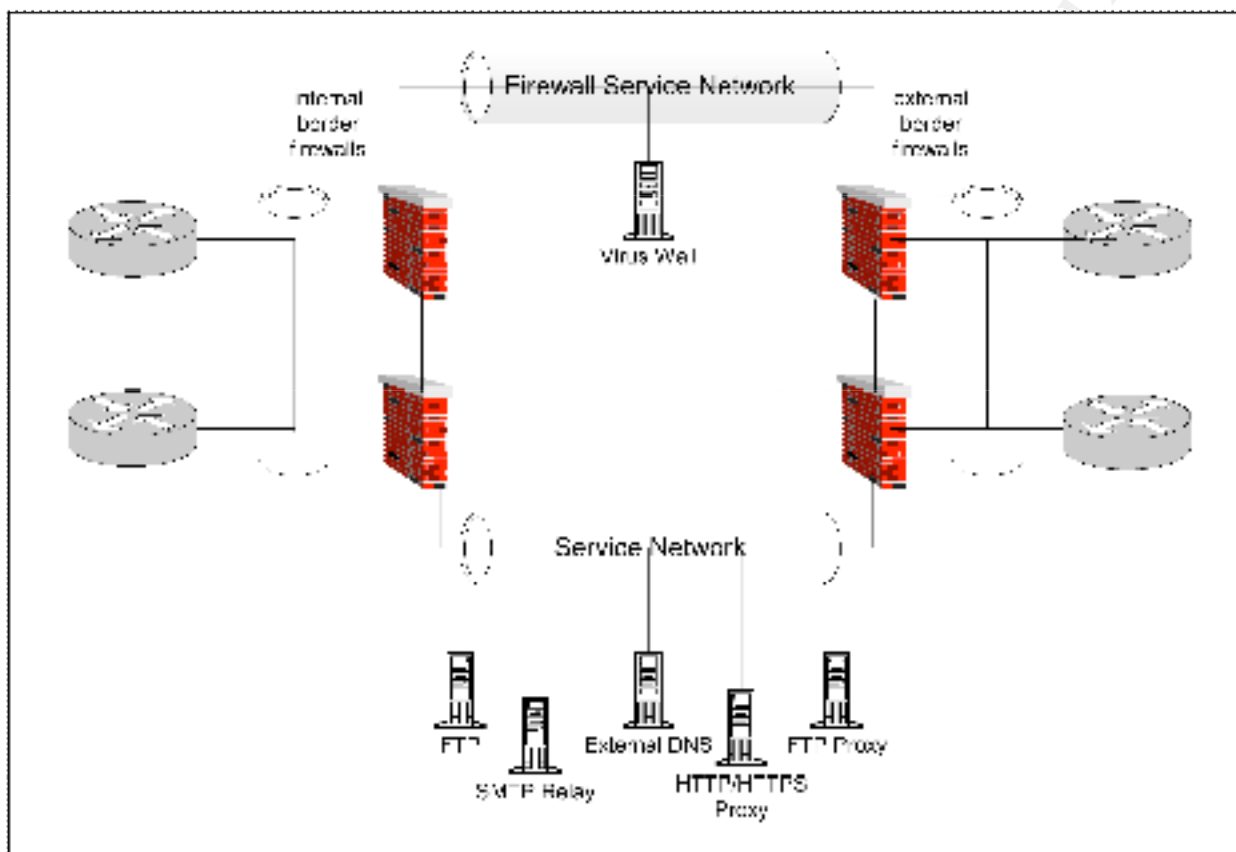 Firewall Service Network
internal
border
firewalls
external
border
firewalls
Virus Wall
Service Network
FTP
SMTP Relay
External DNS
HTTP/HTTPS
Proxy
FTP Proxy